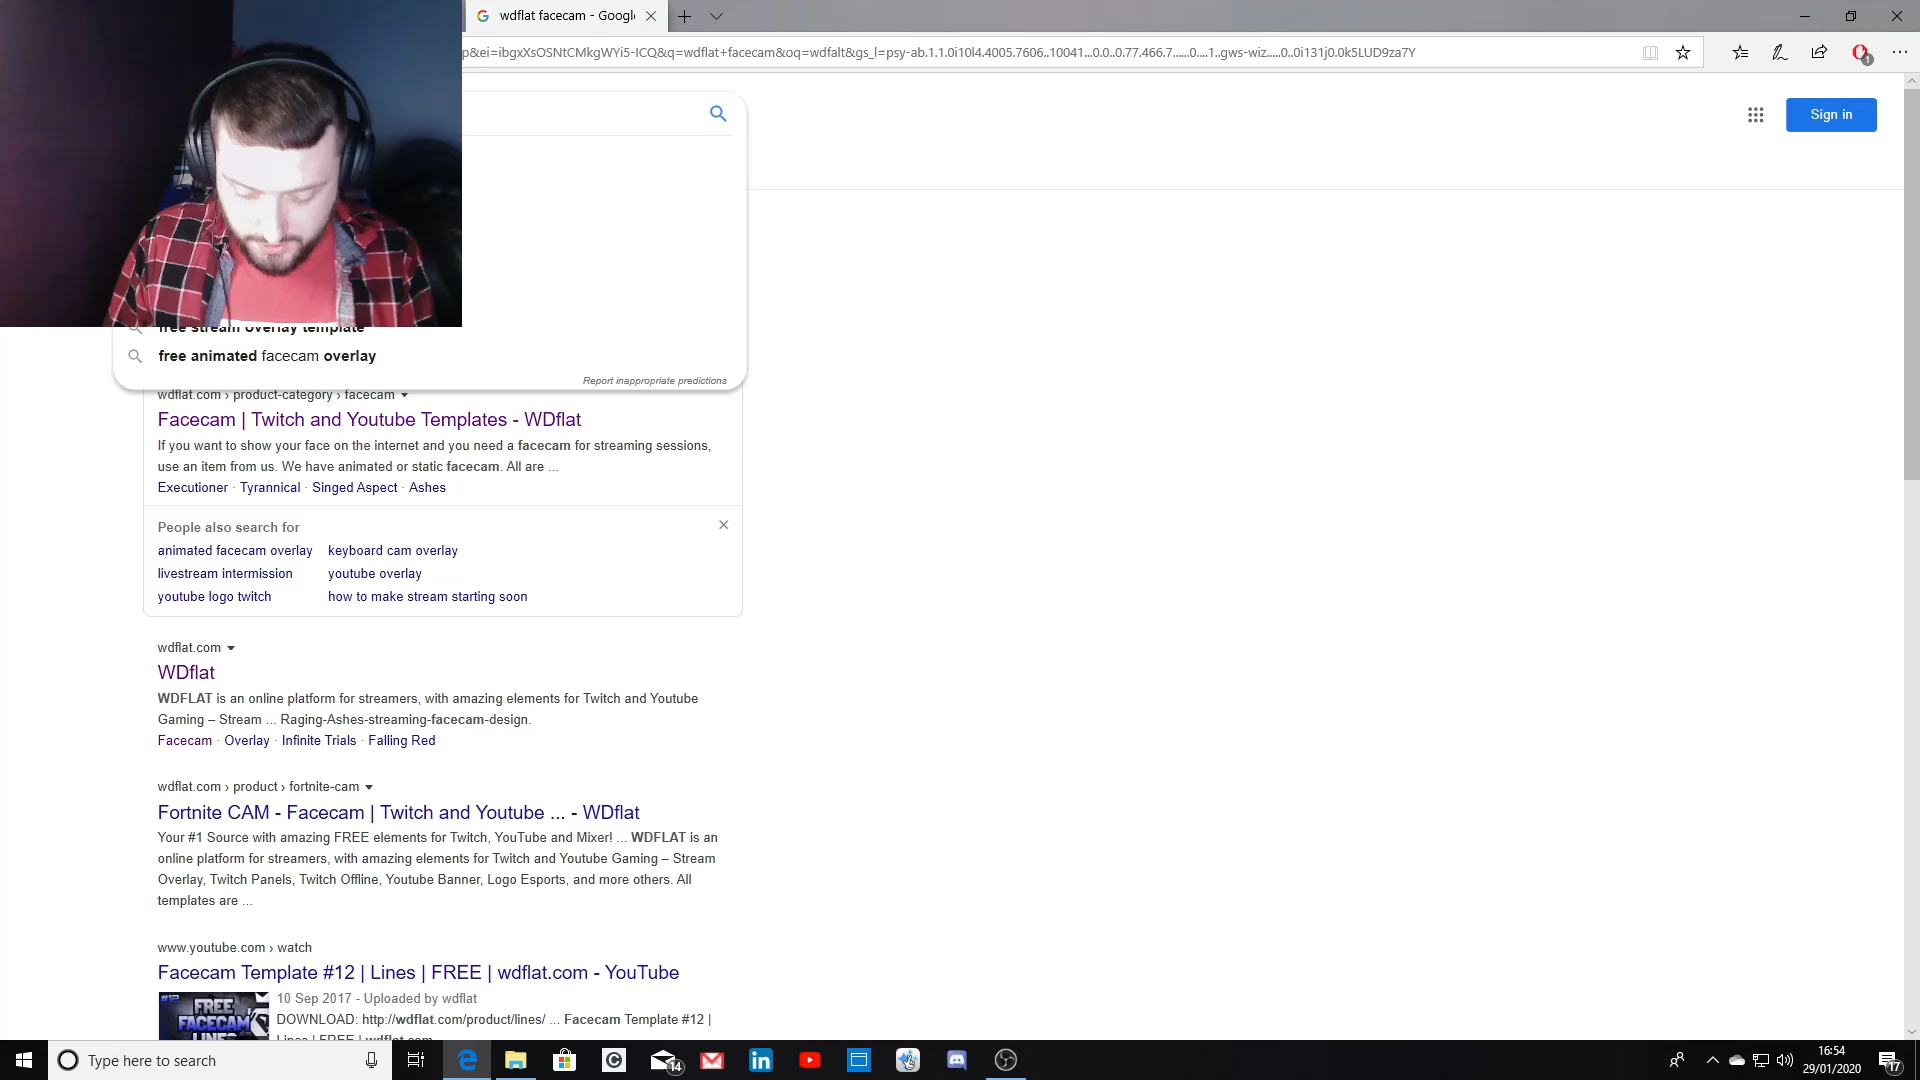 wdflat facecam - Googl
p&ei=ibgxXsOSNtCMkgWYi5-ICQ&q=wdflat+facecam&oq=wdfalt&gs_l=psy-ab.1.1.0i10l4.4005.7606..10041...0.0..0.77.466.7......0....1..gws-wiz.....0..0i131j0.0k5LUD9za7Y
1
Sign in
free stream overlay template
free animated facecam overlay
Report inappropriate predictions
wdflat.com › product-category › facecam
Facecam | Twitch and Youtube Templates - WDflat
If you want to show your face on the internet and you need a facecam for streaming sessions,
use an item from us. We have animated or static facecam. All are ...
Executioner · Tyrannical · Singed Aspect · Ashes
People also search for
animated facecam overlay keyboard cam overlay
livestream intermission youtube overlay
youtube logo twitch how to make stream starting soon
wdflat.com
WDflat
WDFLAT is an online platform for streamers, with amazing elements for Twitch and Youtube
Gaming – Stream ... Raging-Ashes-streaming-facecam-design.
Facecam · Overlay · Infinite Trials · Falling Red
wdflat.com › product › fortnite-cam
Fortnite CAM - Facecam | Twitch and Youtube ... - WDflat
Your #1 Source with amazing FREE elements for Twitch, YouTube and Mixer! ... WDFLAT is an
online platform for streamers, with amazing elements for Twitch and Youtube Gaming – Stream
Overlay, Twitch Panels, Twitch Offline, Youtube Banner, Logo Esports, and more others. All
templates are ...
www.youtube.com › watch
Facecam Template #12 | Lines | FREE | wdflat.com - YouTube
#12
FREE
FACECAM
LINES
10 Sep 2017 - Uploaded by wdflat
DOWNLOAD: http://wdflat.com/product/lines/ ... Facecam Template #12 |
Lines | FREE | wdflat.com
Type here to search
14
16:54
29/01/2020
17